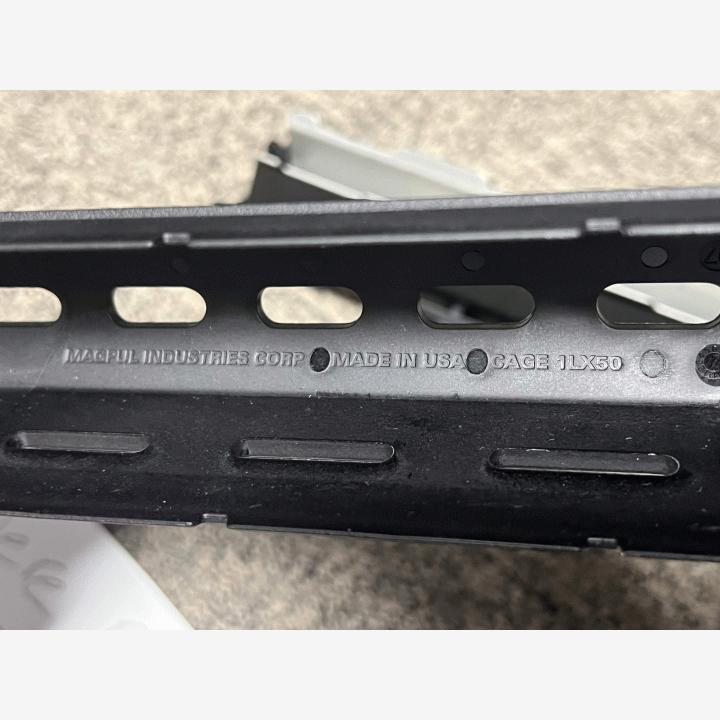 MAGPUL INDUSTRIES CORP MADE IN USA CAGE 1LX50